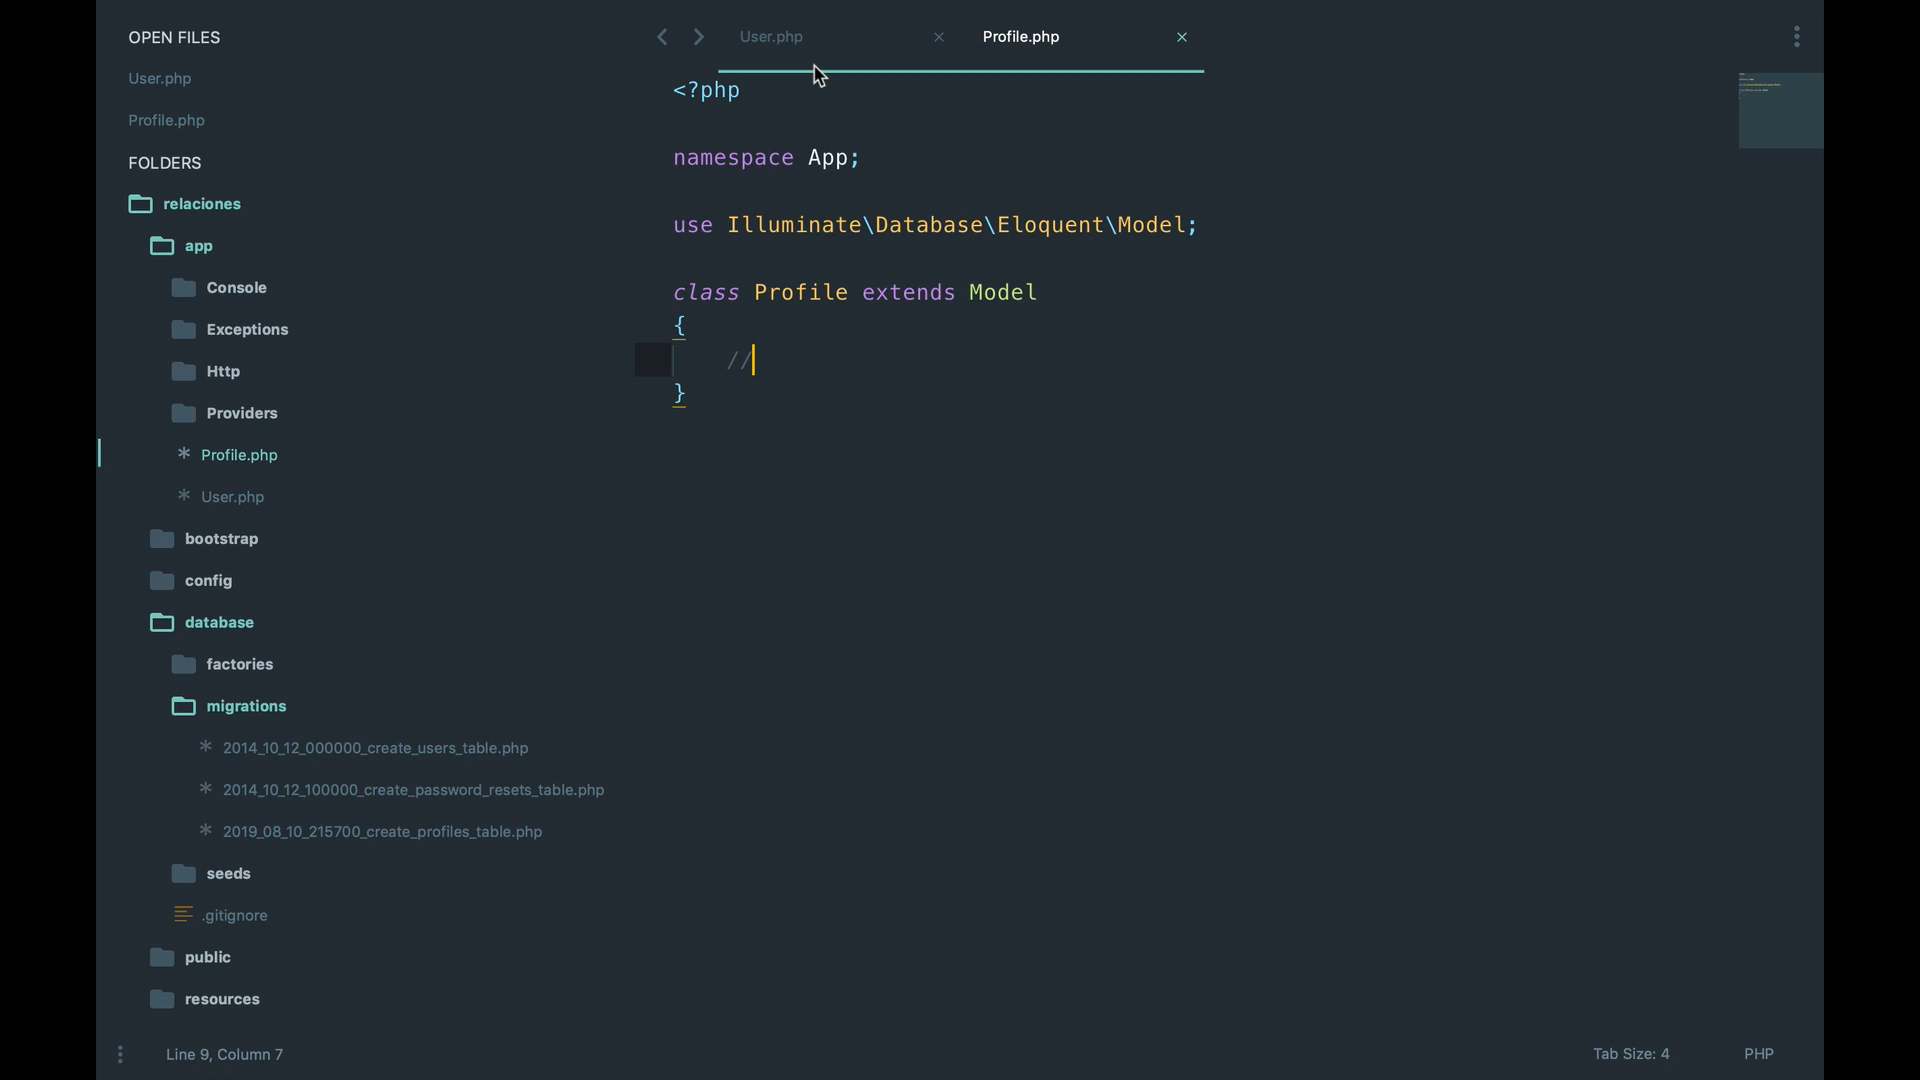 OPEN FILES
User.php
Profile.php
FOLDERS
relaciones
app
Console
Exceptions
Http
Providers
* Profile.php
* User.php
bootstrap
config
database
factories
migrations
* 2014_10_12_000000_create_users_table.php
* 2014_10_12_100000_create_password_resets_table.php
* 2019_08_10_215700_create_profiles_table.php
seeds
.gitignore
public
resources
User.php × Profile.php ×
<?php
namespace App;
use Illuminate\Database\Eloquent\Model;
class Profile extends Model
{
//
}
Line 9, Column 7
Tab Size: 4 PHP